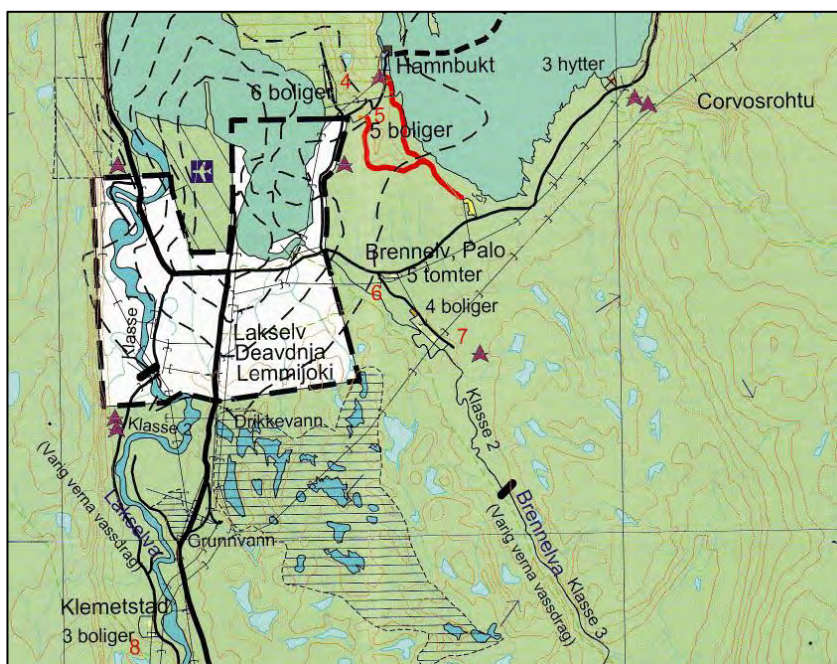 Hamnbukt
4
3 hytter
6 boliger
Corvosrohtu
5
5 boliger
Brennelv, Palo
5 tomter
6
4 boliger
7
Klasse
Lakselv
Deavdnja
Lemmijoki
Klasse 2
Drikkevann
Klasse 2
(Varig verna vassdrag)
Lakselva
Brennelva
Klasse 3
(Varig verna vassdrag)
Grunnvann
Klemetstad
3 boliger
8